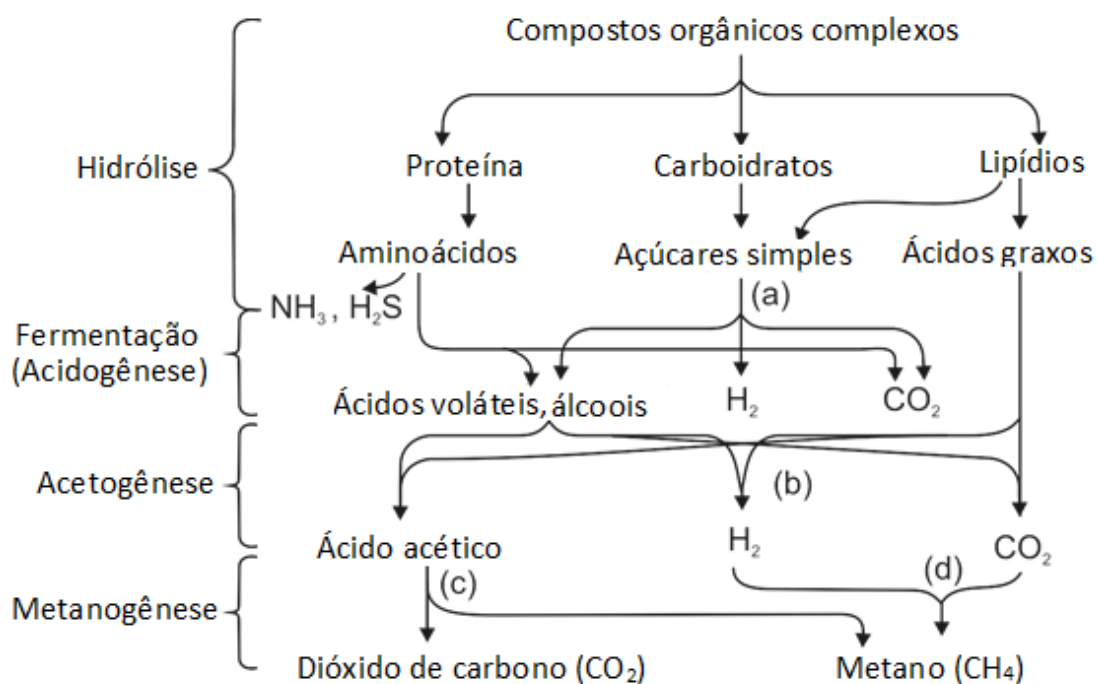 Compostos orgânicos complexos
Hidrólise
Proteína
Carboidratos
Lipídios
Aminoácidos
Açúcares simples
Ácidos graxos
(a)
NH₃, H₂S
Fermentação
(Acidogênese)
Ácidos voláteis, álcoois
H₂
CO₂
Acetogênese
(b)
Ácido acético
H₂
CO₂
(c)
(d)
Metanogênese
Dióxido de carbono (CO₂)
Metano (CH₄)